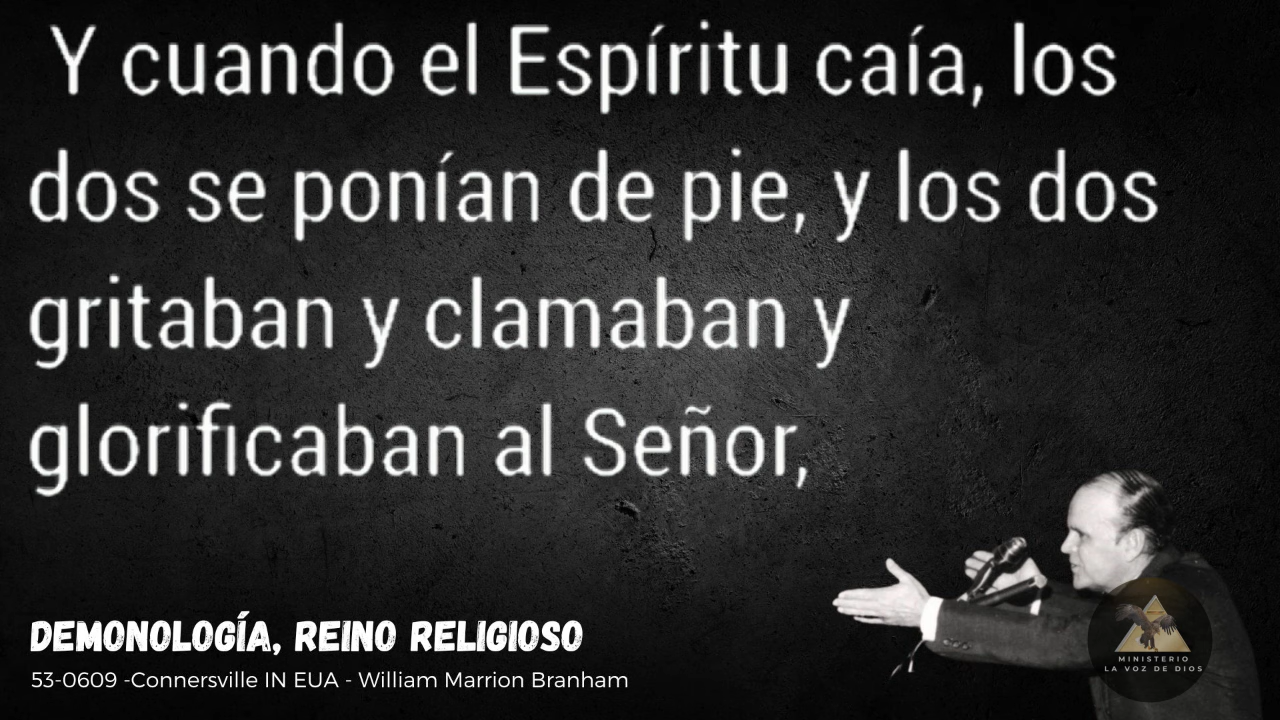 Y cuando el Espíritu caía, los
dos se ponían de pie, y los dos
gritaban y clamaban y
glorificaban al Señor,
DEMONOLOGÍA, REINO RELIGIOSO
53-0609 -Connersville IN EUA - William Marrion Branham
MINISTERIO
LA VOZ DE DIOS